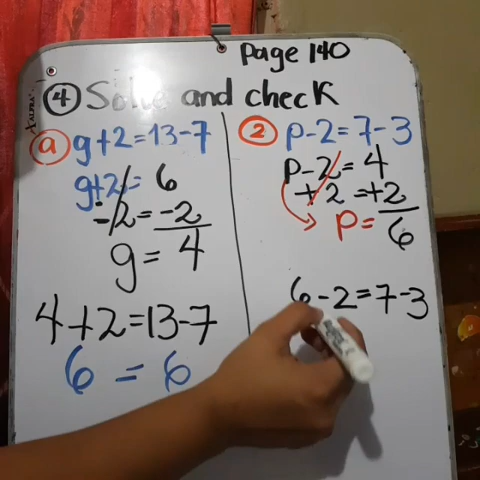 Page 140
④ Solve and check
ⓐ g+2=13-7
g+2= 6
-2=-2
g= 4
4+2=13-7
6 = 6
② p-2=7-3
p-2=4
+2=+2
p=6
6-2=7-3